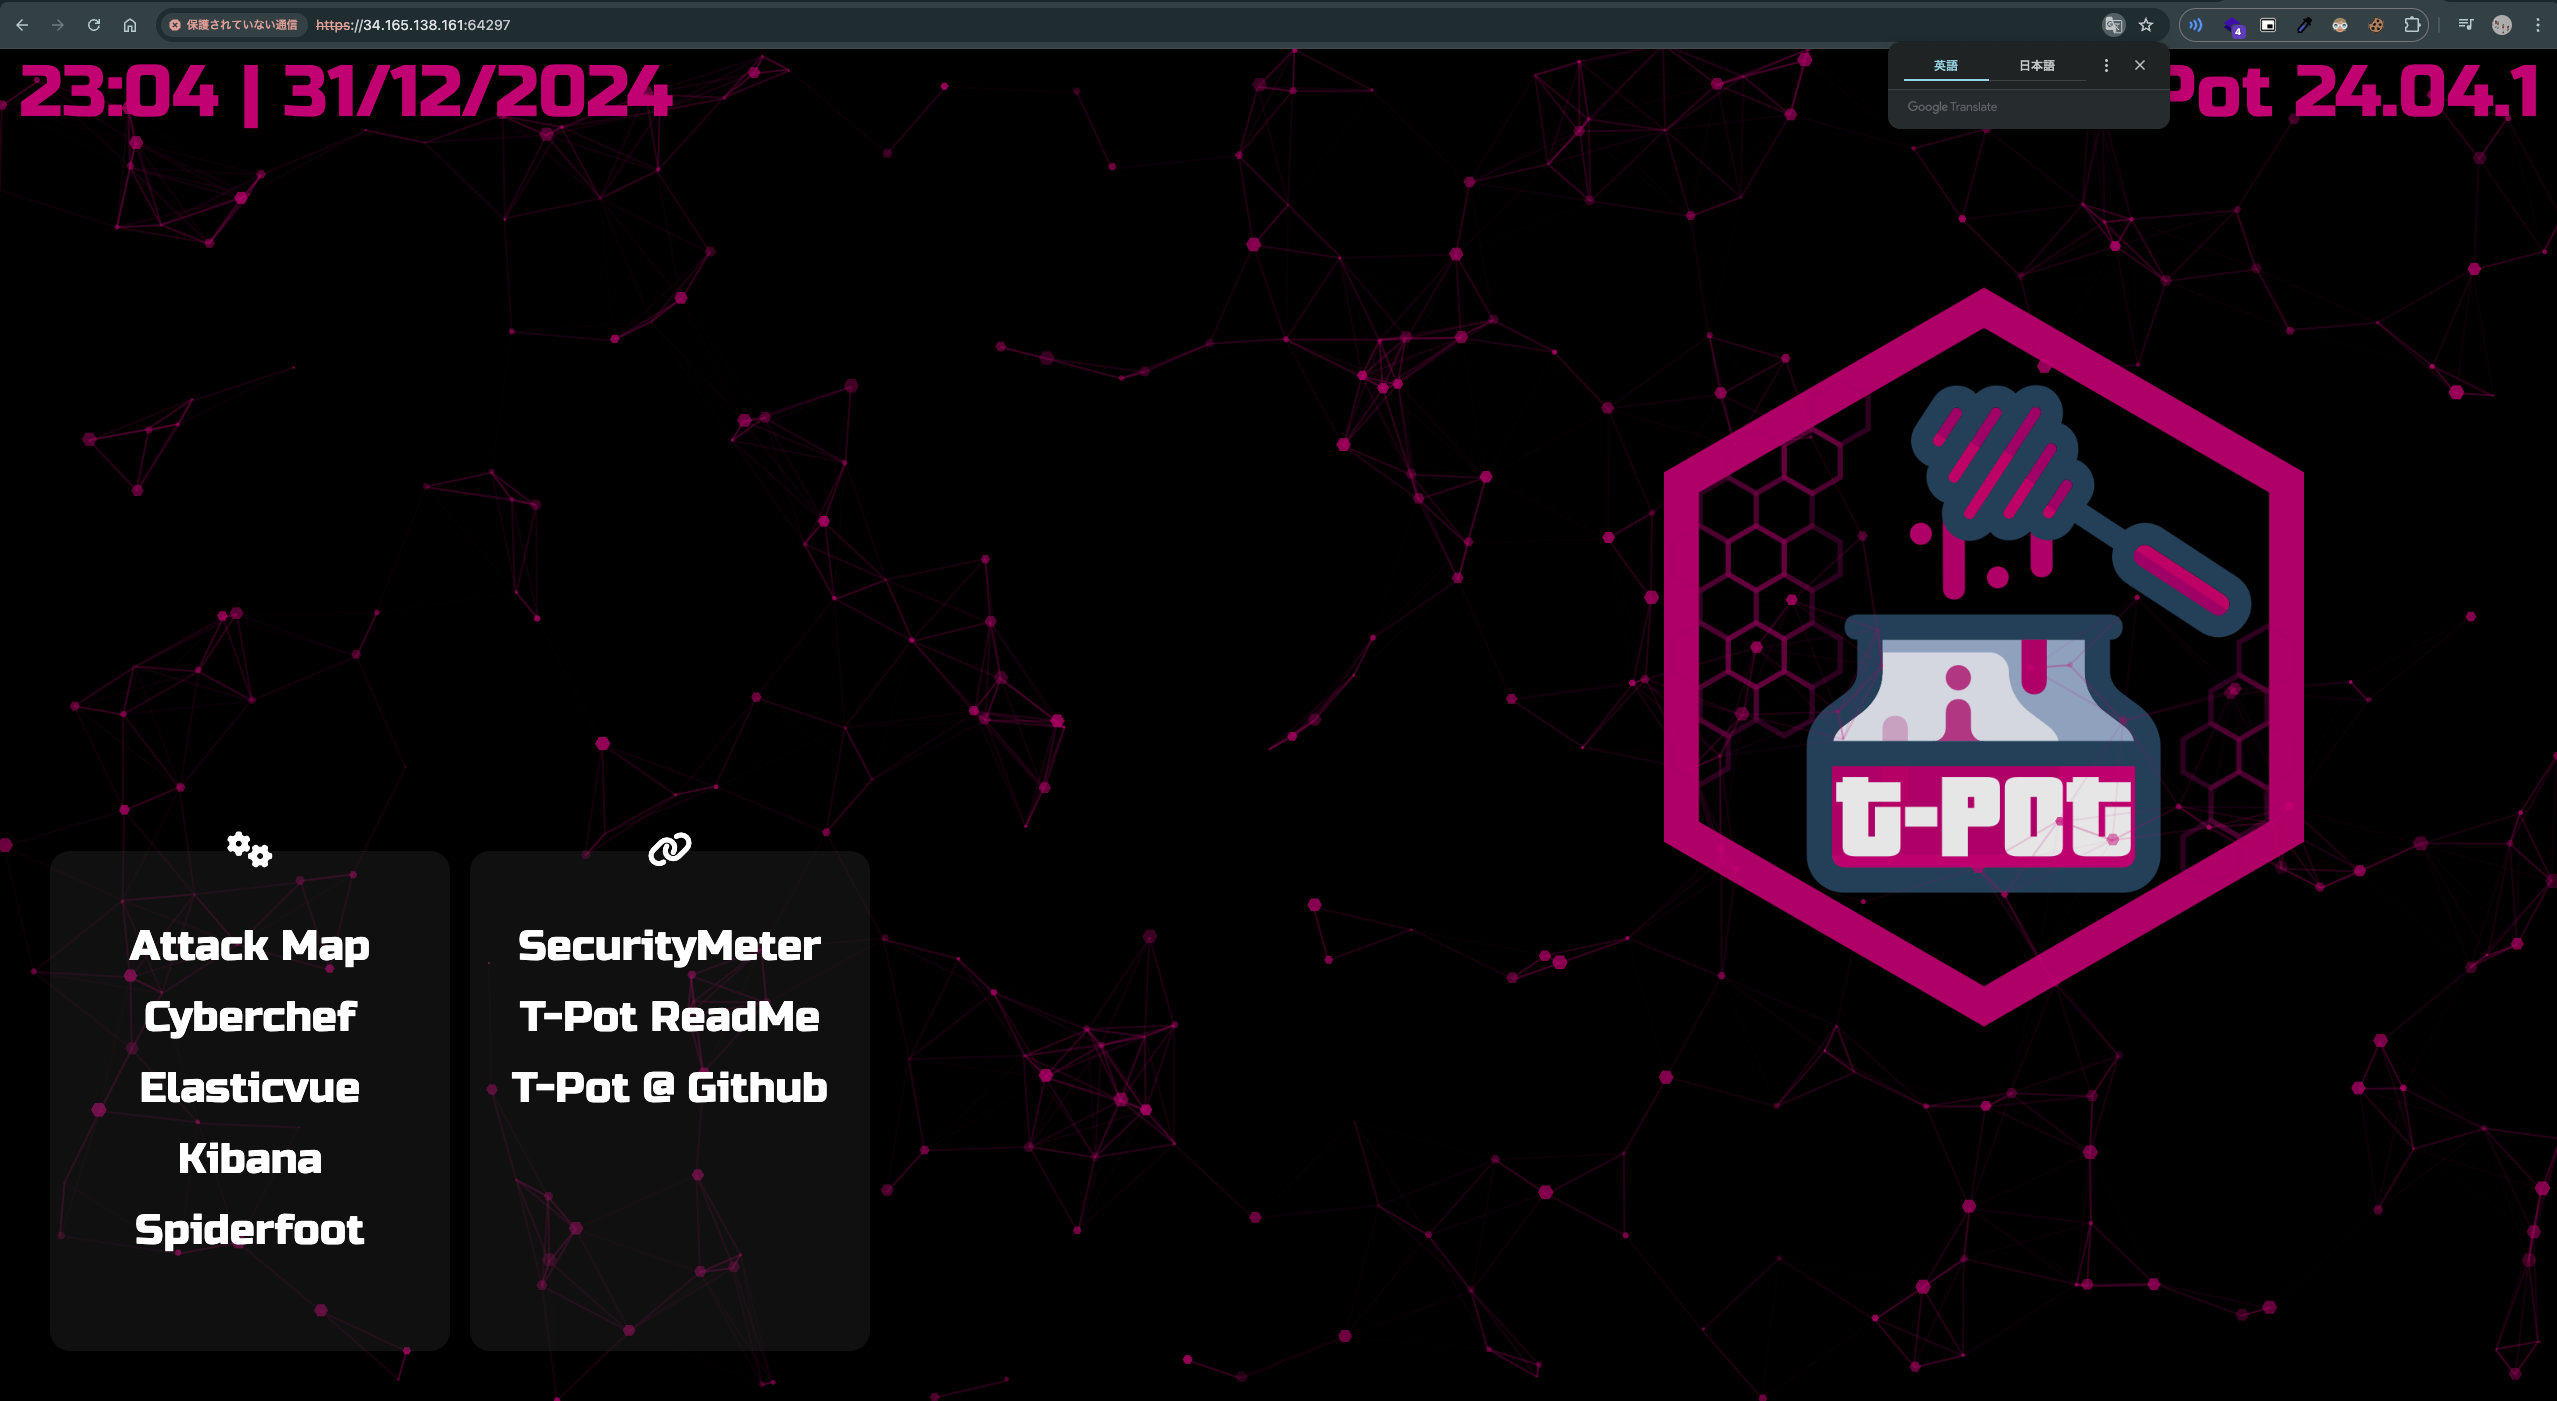 保護されていない通信 https://34.165.138.161:64297
4
英語 日本語
Google Translate
23:04 | 31/12/2024
Pot 24.04.1
t-pot
Attack Map
Cyberchef
Elasticvue
Kibana
Spiderfoot
SecurityMeter
T-Pot ReadMe
T-Pot @ Github